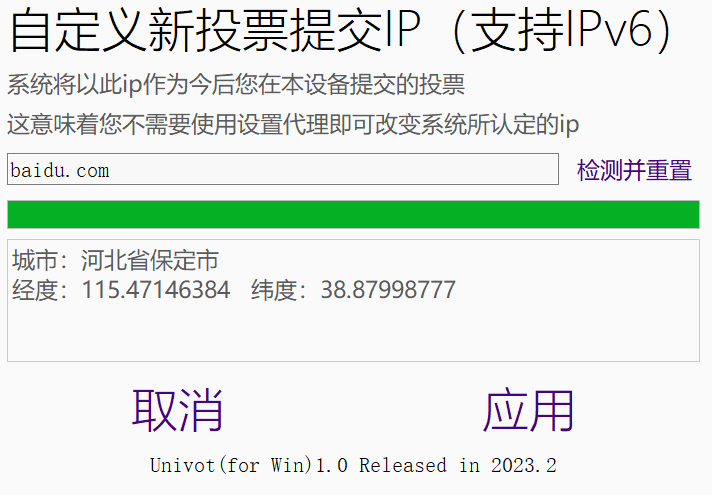 自定义新投票提交IP（支持IPv6）
系统将以此ip作为今后您在本设备提交的投票
这意味着您不需要使用设置代理即可改变系统所认定的ip
baidu.com 检测并重置
城市：河北省保定市
经度：115.47146384 纬度：38.87998777
取消 应用
Univot(for Win)1.0 Released in 2023.2